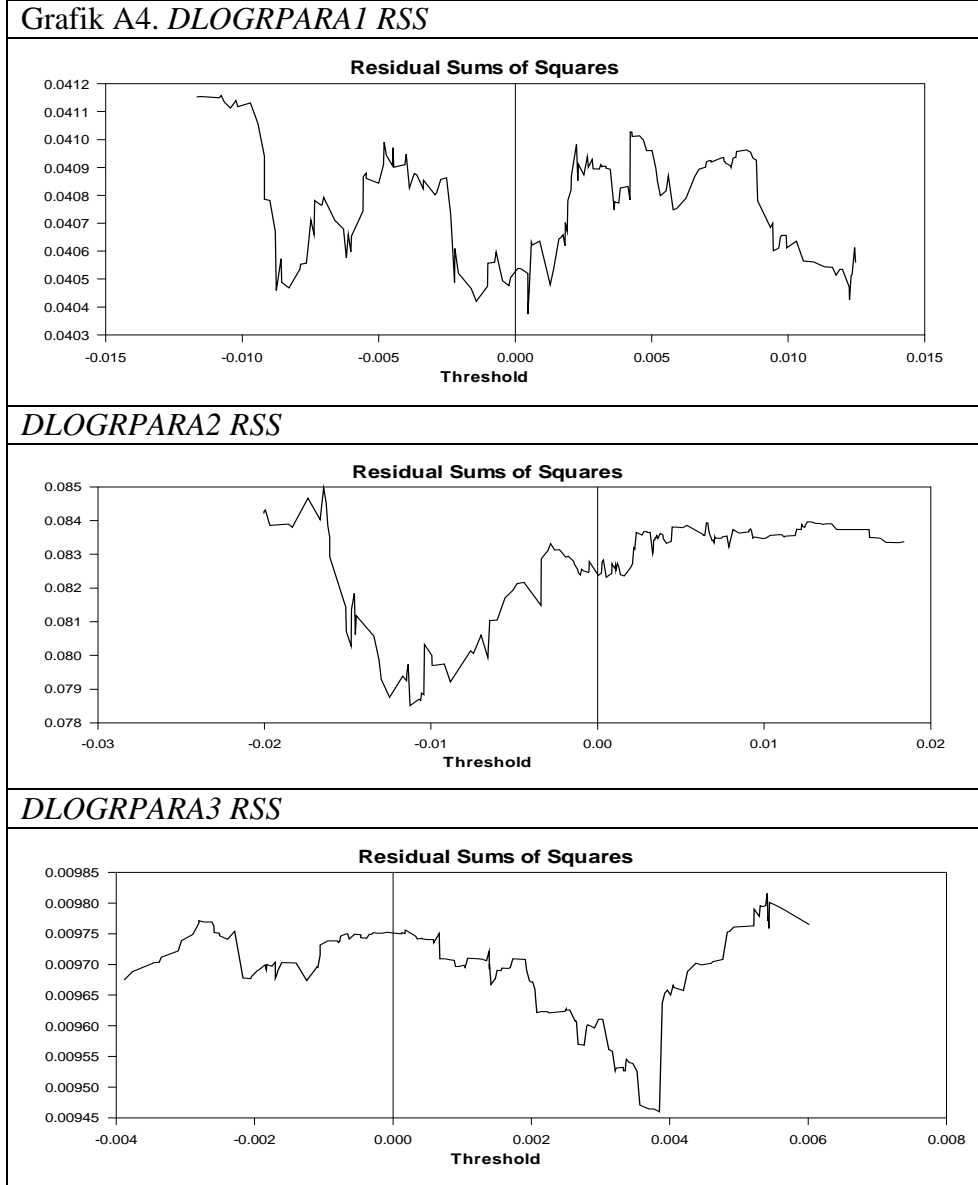 Grafik A4. DLOGRPARA1 RSS
Residual Sums of Squares
0.0412
0.0411
0.0410
0.0409
0.0408
0.0407
0.0406
0.0405
0.0404
0.0403
-0.015 -0.010 -0.005 0.000 0.005 0.010 0.015
Threshold
DLOGRPARA2 RSS
Residual Sums of Squares
0.085
0.084
0.083
0.082
0.081
0.080
0.079
0.078
-0.03 -0.02 -0.01 0.00 0.01 0.02
Threshold
DLOGRPARA3 RSS
Residual Sums of Squares
0.00985
0.00980
0.00975
0.00970
0.00965
0.00960
0.00955
0.00950
0.00945
-0.004 -0.002 0.000 0.002 0.004 0.006 0.008
Threshold